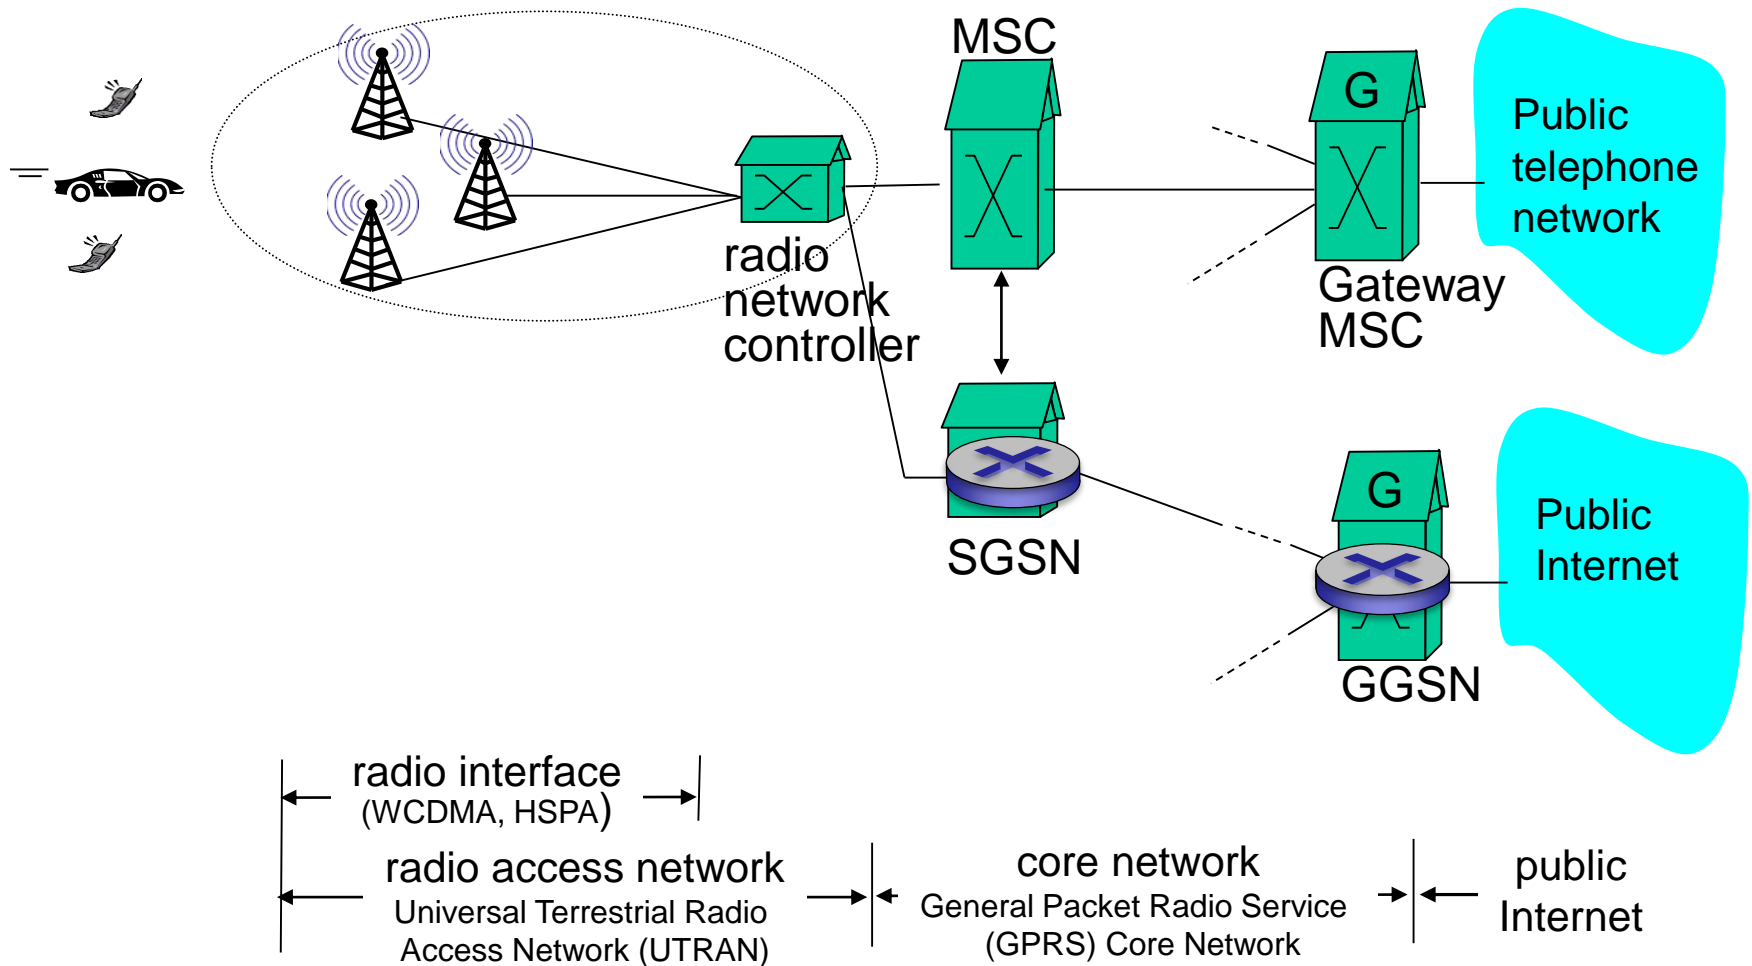 MSC
G
Public
telephone
network
radio
network
controller
Gateway
MSC
G
Public
Internet
SGSN
GGSN
radio interface
(WCDMA, HSPA)
radio access network
Universal Terrestrial Radio
Access Network (UTRAN)
core network
General Packet Radio Service
(GPRS) Core Network
public
Internet